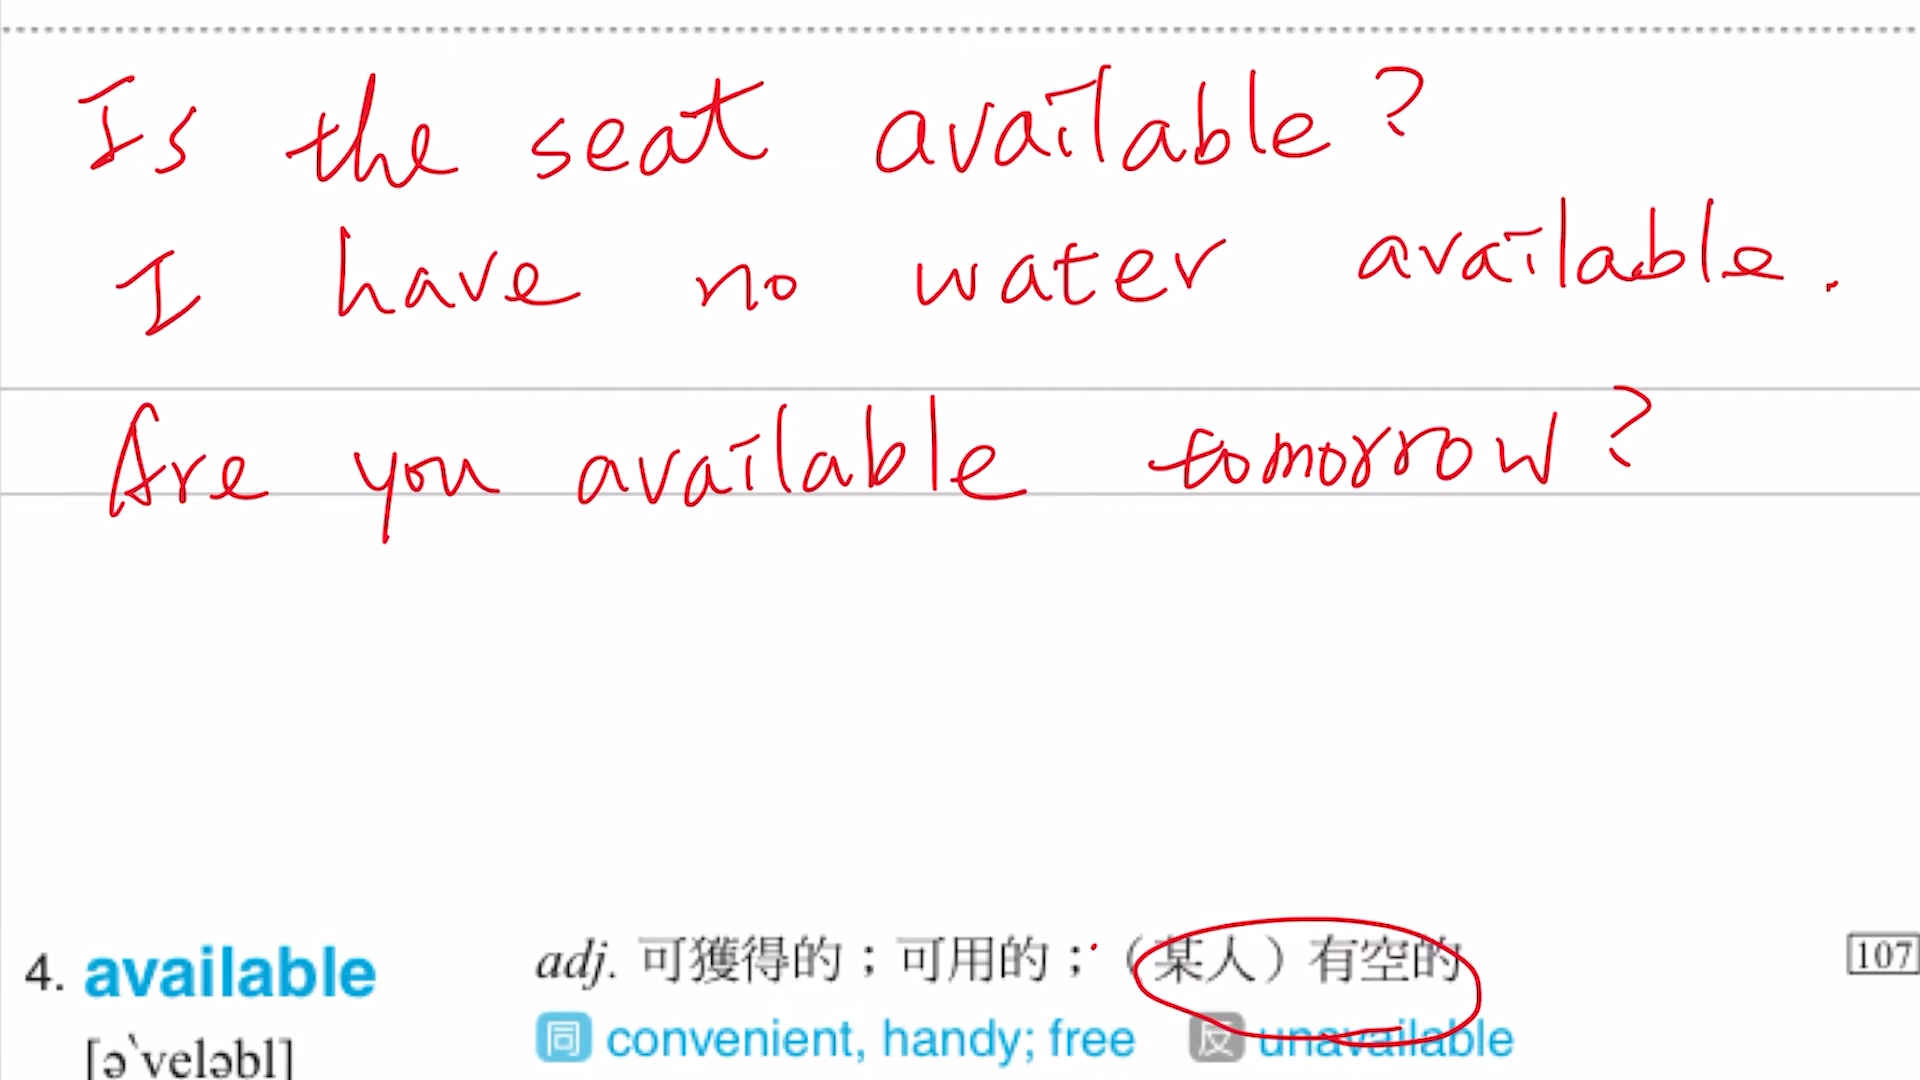 Is the seat available?
I have no water available.
Are you available tomorrow?
4. available adj. 可獲得的；可用的；（某人）有空的 107
[əˋveləbl] 同 convenient, handy; free 反 unavailable